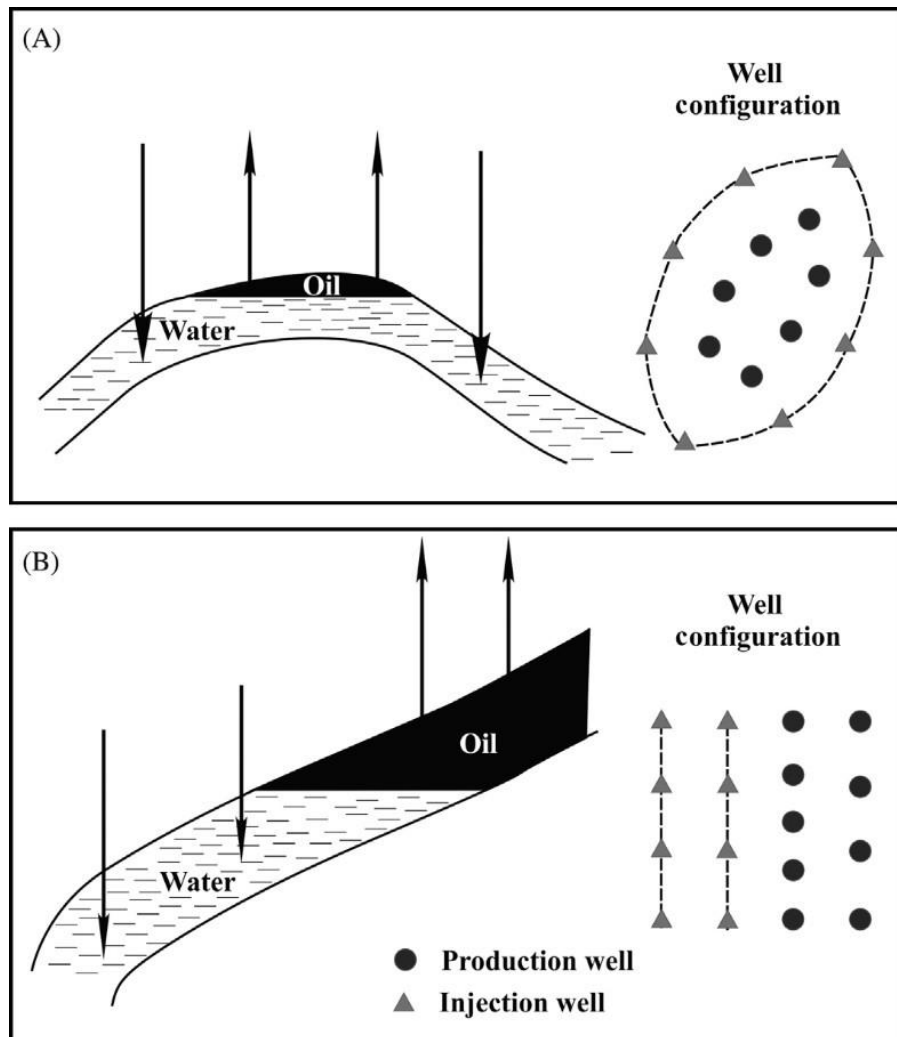 (A)
Well
configuration
Oil
Water
(B)
Well
configuration
Oil
Water
Production well
Injection well